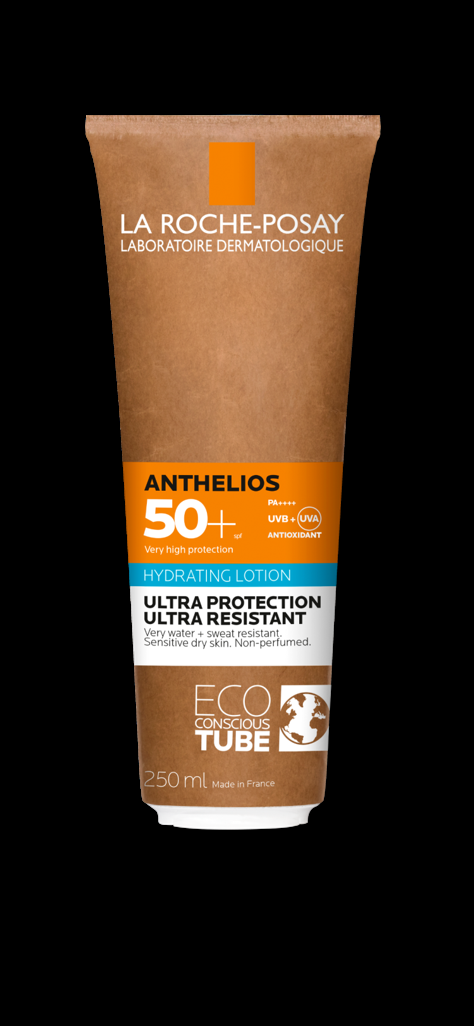 LA ROCHE-POSAY
LABORATOIRE DERMATOLOGIQUE
ANTHELIOS
50+ spf
Very high protection
PA++++
UVB + UVA
ANTIOXIDANT
HYDRATING LOTION
ULTRA PROTECTION
ULTRA RESISTANT
Very water + sweat resistant.
Sensitive dry skin. Non-perfumed.
ECO
CONSCIOUS
TUBE
250 ml Made in France